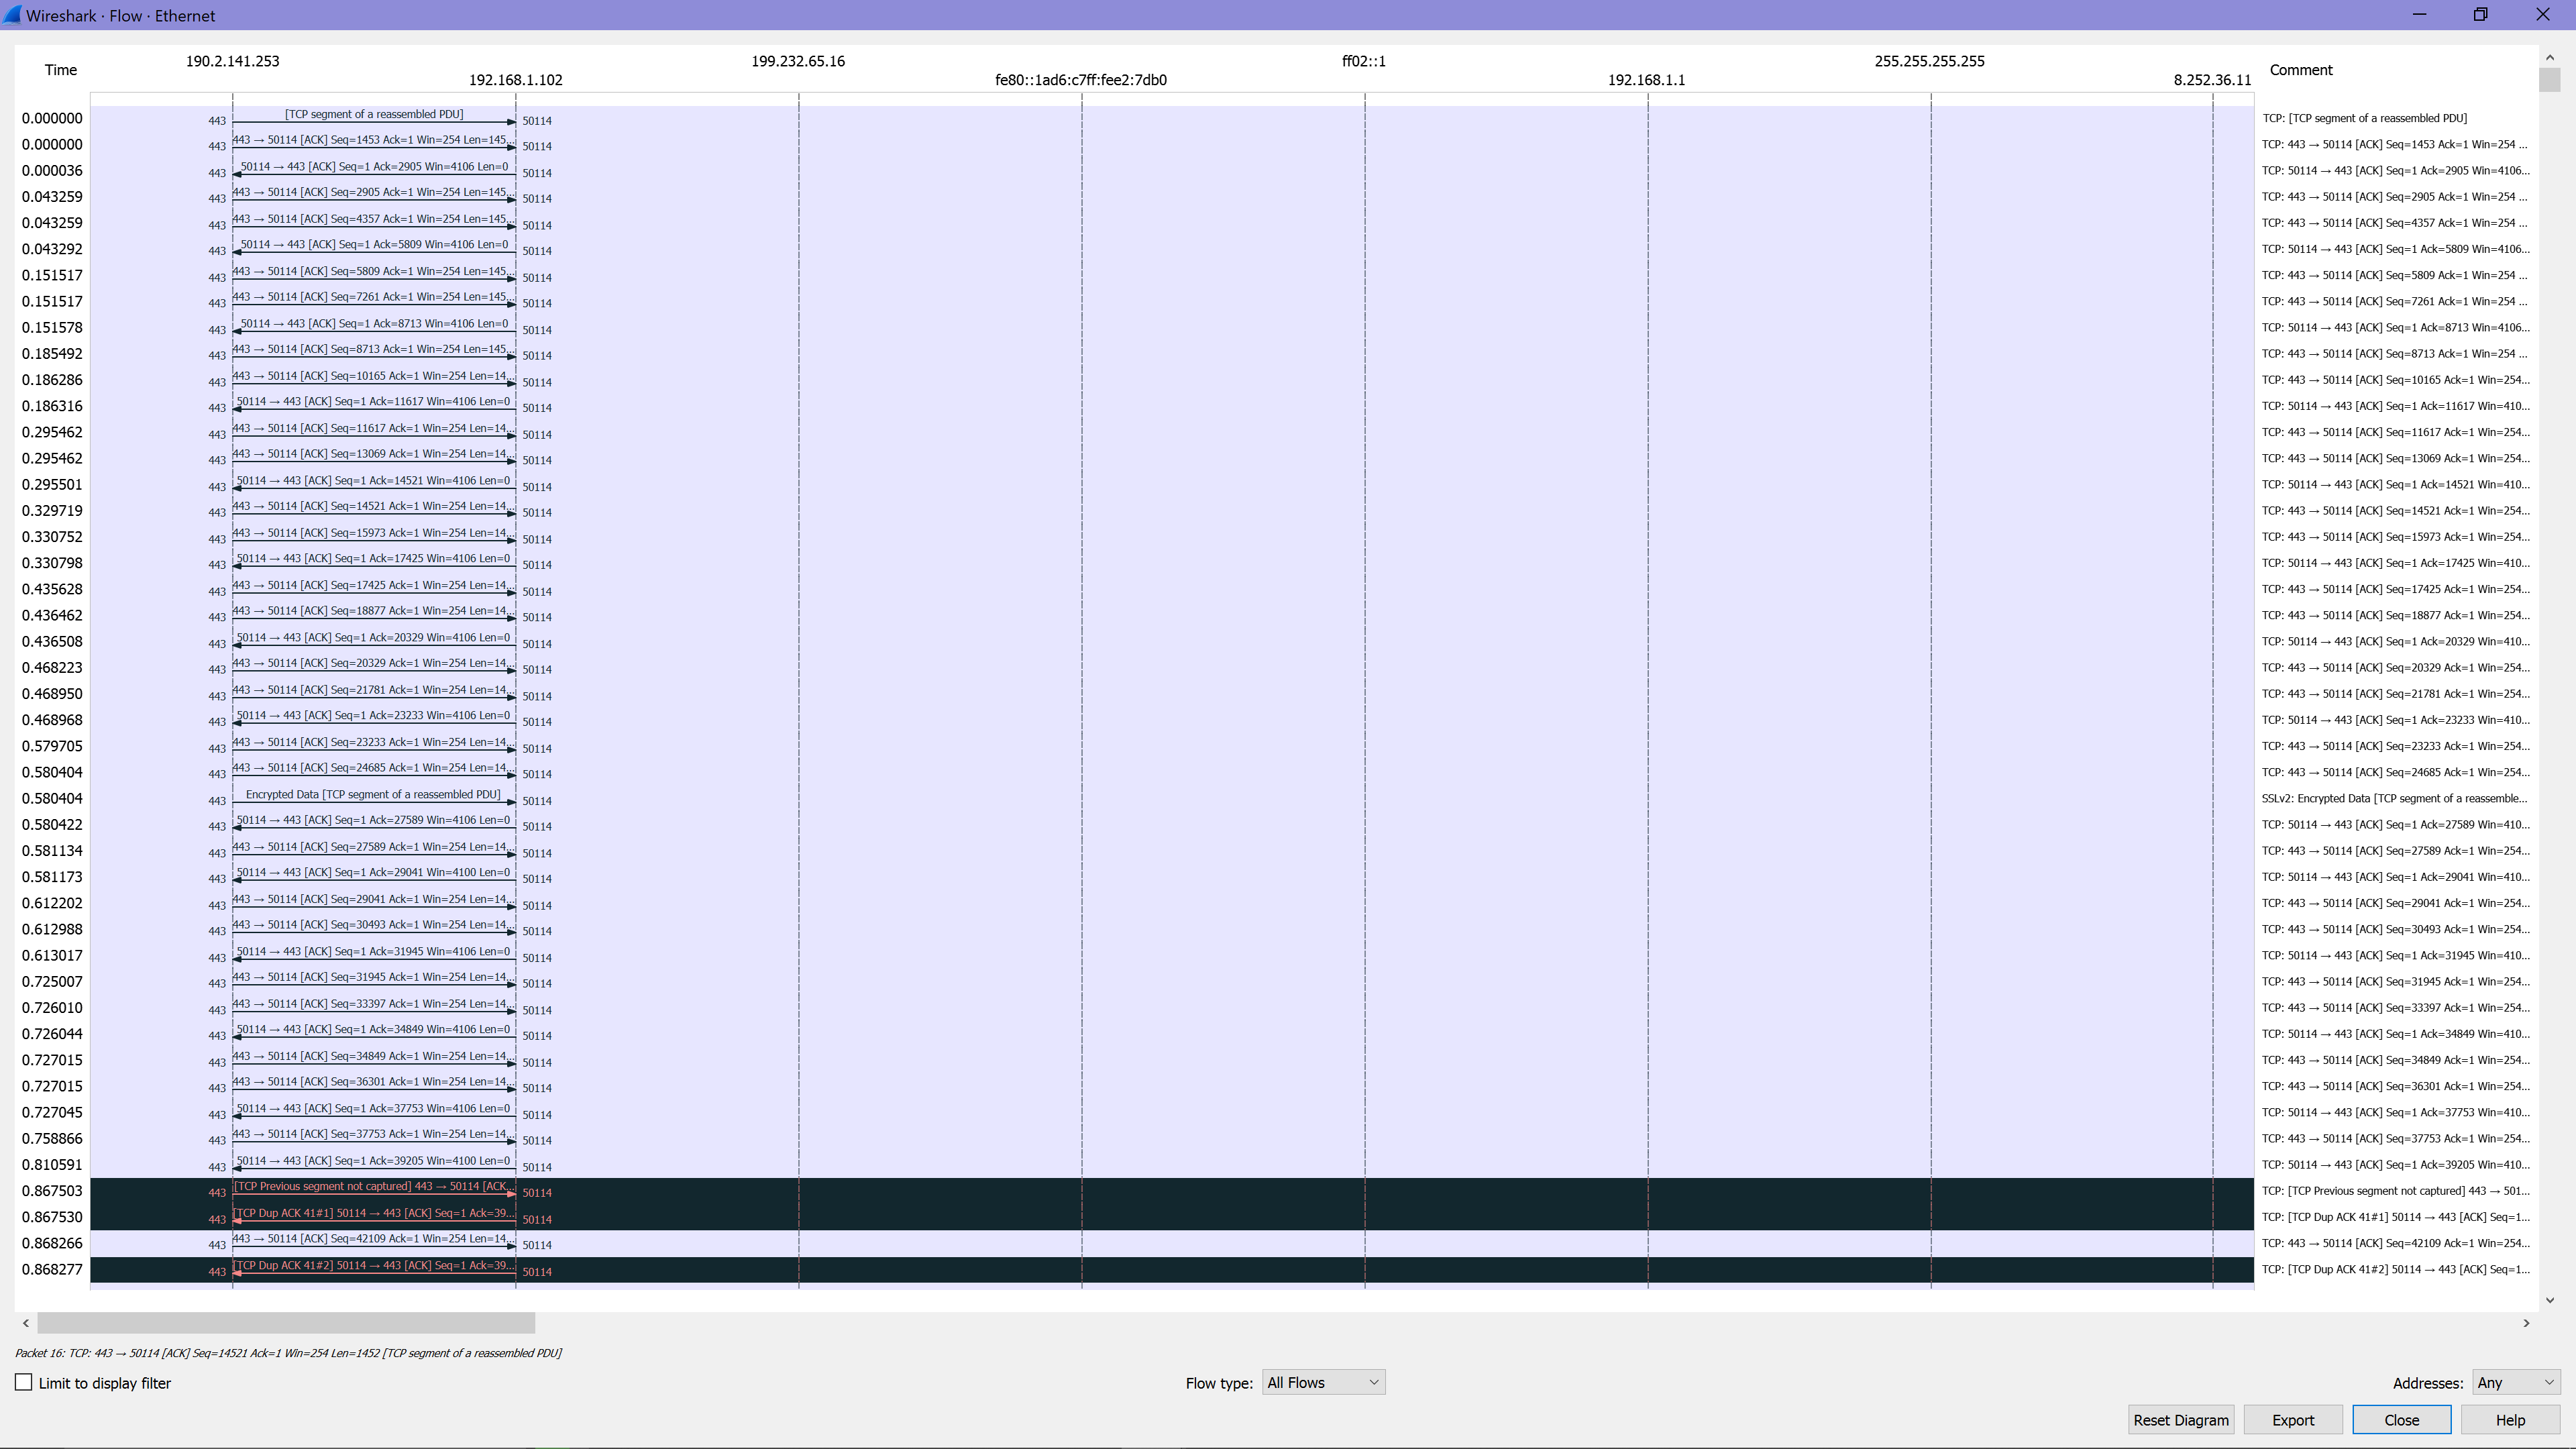 Wireshark · Flow · Ethernet
190.2.141.253 199.232.65.16 ff02::1 255.255.255.255
Time 192.168.1.102 fe80::1ad6:c7ff:fee2:7db0 192.168.1.1 8.252.36.11 Comment
0.000000 443 [TCP segment of a reassembled PDU] 50114 TCP: [TCP segment of a reassembled PDU]
0.000000 443 443 → 50114 [ACK] Seq=1453 Ack=1 Win=254 Len=145... 50114 TCP: 443 → 50114 [ACK] Seq=1453 Ack=1 Win=254 ...
0.000036 443 50114 → 443 [ACK] Seq=1 Ack=2905 Win=4106 Len=0 50114 TCP: 50114 → 443 [ACK] Seq=1 Ack=2905 Win=4106...
0.043259 443 443 → 50114 [ACK] Seq=2905 Ack=1 Win=254 Len=145... 50114 TCP: 443 → 50114 [ACK] Seq=2905 Ack=1 Win=254 ...
0.043259 443 443 → 50114 [ACK] Seq=4357 Ack=1 Win=254 Len=145... 50114 TCP: 443 → 50114 [ACK] Seq=4357 Ack=1 Win=254 ...
0.043292 443 50114 → 443 [ACK] Seq=1 Ack=5809 Win=4106 Len=0 50114 TCP: 50114 → 443 [ACK] Seq=1 Ack=5809 Win=4106...
0.151517 443 443 → 50114 [ACK] Seq=5809 Ack=1 Win=254 Len=145... 50114 TCP: 443 → 50114 [ACK] Seq=5809 Ack=1 Win=254 ...
0.151517 443 443 → 50114 [ACK] Seq=7261 Ack=1 Win=254 Len=145... 50114 TCP: 443 → 50114 [ACK] Seq=7261 Ack=1 Win=254 ...
0.151578 443 50114 → 443 [ACK] Seq=1 Ack=8713 Win=4106 Len=0 50114 TCP: 50114 → 443 [ACK] Seq=1 Ack=8713 Win=4106...
0.185492 443 443 → 50114 [ACK] Seq=8713 Ack=1 Win=254 Len=145... 50114 TCP: 443 → 50114 [ACK] Seq=8713 Ack=1 Win=254 ...
0.186286 443 443 → 50114 [ACK] Seq=10165 Ack=1 Win=254 Len=14... 50114 TCP: 443 → 50114 [ACK] Seq=10165 Ack=1 Win=254...
0.186316 443 50114 → 443 [ACK] Seq=1 Ack=11617 Win=4106 Len=0 50114 TCP: 50114 → 443 [ACK] Seq=1 Ack=11617 Win=410...
0.295462 443 443 → 50114 [ACK] Seq=11617 Ack=1 Win=254 Len=14... 50114 TCP: 443 → 50114 [ACK] Seq=11617 Ack=1 Win=254...
0.295462 443 443 → 50114 [ACK] Seq=13069 Ack=1 Win=254 Len=14... 50114 TCP: 443 → 50114 [ACK] Seq=13069 Ack=1 Win=254...
0.295501 443 50114 → 443 [ACK] Seq=1 Ack=14521 Win=4106 Len=0 50114 TCP: 50114 → 443 [ACK] Seq=1 Ack=14521 Win=410...
0.329719 443 443 → 50114 [ACK] Seq=14521 Ack=1 Win=254 Len=14... 50114 TCP: 443 → 50114 [ACK] Seq=14521 Ack=1 Win=254...
0.330752 443 443 → 50114 [ACK] Seq=15973 Ack=1 Win=254 Len=14... 50114 TCP: 443 → 50114 [ACK] Seq=15973 Ack=1 Win=254...
0.330798 443 50114 → 443 [ACK] Seq=1 Ack=17425 Win=4106 Len=0 50114 TCP: 50114 → 443 [ACK] Seq=1 Ack=17425 Win=410...
0.435628 443 443 → 50114 [ACK] Seq=17425 Ack=1 Win=254 Len=14... 50114 TCP: 443 → 50114 [ACK] Seq=17425 Ack=1 Win=254...
0.436462 443 443 → 50114 [ACK] Seq=18877 Ack=1 Win=254 Len=14... 50114 TCP: 443 → 50114 [ACK] Seq=18877 Ack=1 Win=254...
0.436508 443 50114 → 443 [ACK] Seq=1 Ack=20329 Win=4106 Len=0 50114 TCP: 50114 → 443 [ACK] Seq=1 Ack=20329 Win=410...
0.468223 443 443 → 50114 [ACK] Seq=20329 Ack=1 Win=254 Len=14... 50114 TCP: 443 → 50114 [ACK] Seq=20329 Ack=1 Win=254...
0.468950 443 443 → 50114 [ACK] Seq=21781 Ack=1 Win=254 Len=14... 50114 TCP: 443 → 50114 [ACK] Seq=21781 Ack=1 Win=254...
0.468968 443 50114 → 443 [ACK] Seq=1 Ack=23233 Win=4106 Len=0 50114 TCP: 50114 → 443 [ACK] Seq=1 Ack=23233 Win=410...
0.579705 443 443 → 50114 [ACK] Seq=23233 Ack=1 Win=254 Len=14... 50114 TCP: 443 → 50114 [ACK] Seq=23233 Ack=1 Win=254...
0.580404 443 443 → 50114 [ACK] Seq=24685 Ack=1 Win=254 Len=14... 50114 TCP: 443 → 50114 [ACK] Seq=24685 Ack=1 Win=254...
0.580404 443 Encrypted Data [TCP segment of a reassembled PDU] 50114 SSLv2: Encrypted Data [TCP segment of a reassemble...
0.580422 443 50114 → 443 [ACK] Seq=1 Ack=27589 Win=4106 Len=0 50114 TCP: 50114 → 443 [ACK] Seq=1 Ack=27589 Win=410...
0.581134 443 443 → 50114 [ACK] Seq=27589 Ack=1 Win=254 Len=14... 50114 TCP: 443 → 50114 [ACK] Seq=27589 Ack=1 Win=254...
0.581173 443 50114 → 443 [ACK] Seq=1 Ack=29041 Win=4100 Len=0 50114 TCP: 50114 → 443 [ACK] Seq=1 Ack=29041 Win=410...
0.612202 443 443 → 50114 [ACK] Seq=29041 Ack=1 Win=254 Len=14... 50114 TCP: 443 → 50114 [ACK] Seq=29041 Ack=1 Win=254...
0.612988 443 443 → 50114 [ACK] Seq=30493 Ack=1 Win=254 Len=14... 50114 TCP: 443 → 50114 [ACK] Seq=30493 Ack=1 Win=254...
0.613017 443 50114 → 443 [ACK] Seq=1 Ack=31945 Win=4106 Len=0 50114 TCP: 50114 → 443 [ACK] Seq=1 Ack=31945 Win=410...
0.725007 443 443 → 50114 [ACK] Seq=31945 Ack=1 Win=254 Len=14... 50114 TCP: 443 → 50114 [ACK] Seq=31945 Ack=1 Win=254...
0.726010 443 443 → 50114 [ACK] Seq=33397 Ack=1 Win=254 Len=14... 50114 TCP: 443 → 50114 [ACK] Seq=33397 Ack=1 Win=254...
0.726044 443 50114 → 443 [ACK] Seq=1 Ack=34849 Win=4106 Len=0 50114 TCP: 50114 → 443 [ACK] Seq=1 Ack=34849 Win=410...
0.727015 443 443 → 50114 [ACK] Seq=34849 Ack=1 Win=254 Len=14... 50114 TCP: 443 → 50114 [ACK] Seq=34849 Ack=1 Win=254...
0.727015 443 443 → 50114 [ACK] Seq=36301 Ack=1 Win=254 Len=14... 50114 TCP: 443 → 50114 [ACK] Seq=36301 Ack=1 Win=254...
0.727045 443 50114 → 443 [ACK] Seq=1 Ack=37753 Win=4106 Len=0 50114 TCP: 50114 → 443 [ACK] Seq=1 Ack=37753 Win=410...
0.758866 443 443 → 50114 [ACK] Seq=37753 Ack=1 Win=254 Len=14... 50114 TCP: 443 → 50114 [ACK] Seq=37753 Ack=1 Win=254...
0.810591 443 50114 → 443 [ACK] Seq=1 Ack=39205 Win=4100 Len=0 50114 TCP: 50114 → 443 [ACK] Seq=1 Ack=39205 Win=410...
0.867503 443 [TCP Previous segment not captured] 443 → 50114 [ACK... 50114 TCP: [TCP Previous segment not captured] 443 → 501...
0.867530 443 [TCP Dup ACK 41#1] 50114 → 443 [ACK] Seq=1 Ack=39... 50114 TCP: [TCP Dup ACK 41#1] 50114 → 443 [ACK] Seq=1...
0.868266 443 443 → 50114 [ACK] Seq=42109 Ack=1 Win=254 Len=14... 50114 TCP: 443 → 50114 [ACK] Seq=42109 Ack=1 Win=254...
0.868277 443 [TCP Dup ACK 41#2] 50114 → 443 [ACK] Seq=1 Ack=39... 50114 TCP: [TCP Dup ACK 41#2] 50114 → 443 [ACK] Seq=1...
Packet 16: TCP: 443 → 50114 [ACK] Seq=14521 Ack=1 Win=254 Len=1452 [TCP segment of a reassembled PDU]
Limit to display filter Flow type: All Flows Addresses: Any
Reset Diagram Export Close Help